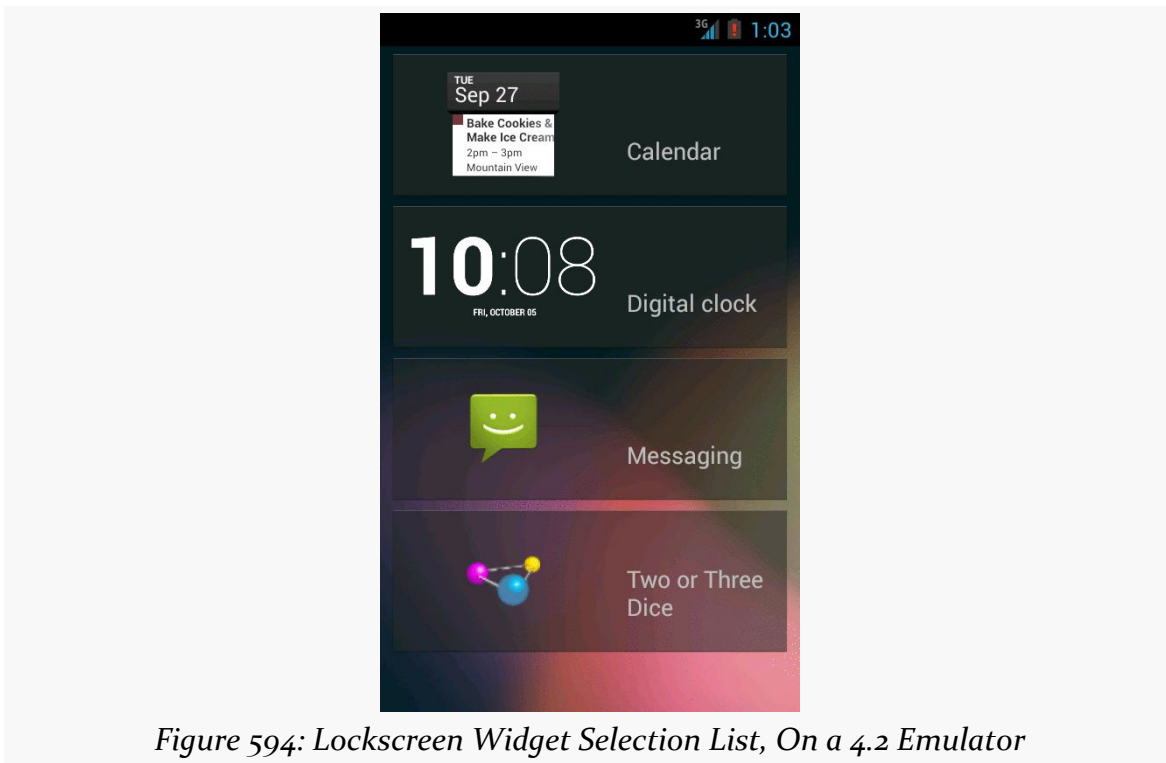 3G 1:03
TUE
Sep 27
Bake Cookies &
Make Ice Cream
2pm – 3pm
Mountain View
Calendar
10:08
FRI, OCTOBER 05
Digital clock
Messaging
Two or Three
Dice
Figure 594: Lockscreen Widget Selection List, On a 4.2 Emulator